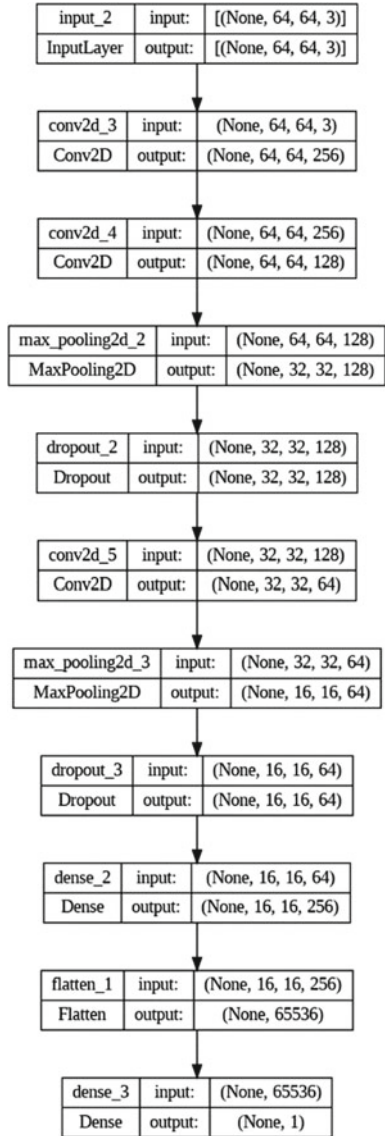 input_2 input: [(None, 64, 64, 3)]
InputLayer output: [(None, 64, 64, 3)]
conv2d_3 input: (None, 64, 64, 3)
Conv2D output: (None, 64, 64, 256)
conv2d_4 input: (None, 64, 64, 256)
Conv2D output: (None, 64, 64, 128)
max_pooling2d_2 input: (None, 64, 64, 128)
MaxPooling2D output: (None, 32, 32, 128)
dropout_2 input: (None, 32, 32, 128)
Dropout output: (None, 32, 32, 128)
conv2d_5 input: (None, 32, 32, 128)
Conv2D output: (None, 32, 32, 64)
max_pooling2d_3 input: (None, 32, 32, 64)
MaxPooling2D output: (None, 16, 16, 64)
dropout_3 input: (None, 16, 16, 64)
Dropout output: (None, 16, 16, 64)
dense_2 input: (None, 16, 16, 64)
Dense output: (None, 16, 16, 256)
flatten_1 input: (None, 16, 16, 256)
Flatten output: (None, 65536)
dense_3 input: (None, 65536)
Dense output: (None, 1)